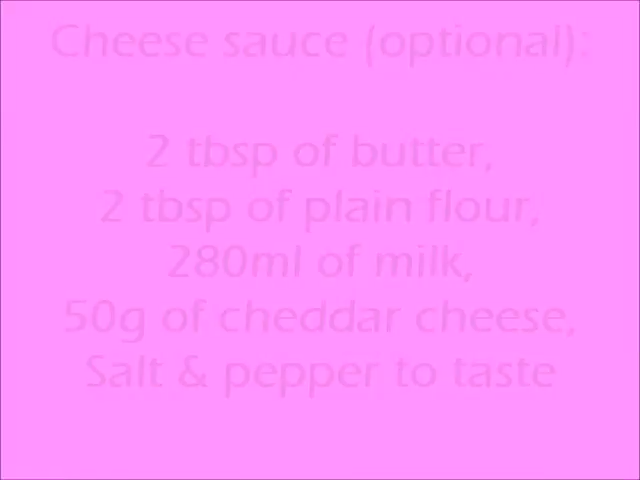 Cheese sauce (optional):
2 tbsp of butter,
2 tbsp of plain flour,
280ml of milk,
50g of cheddar cheese,
Salt & pepper to taste